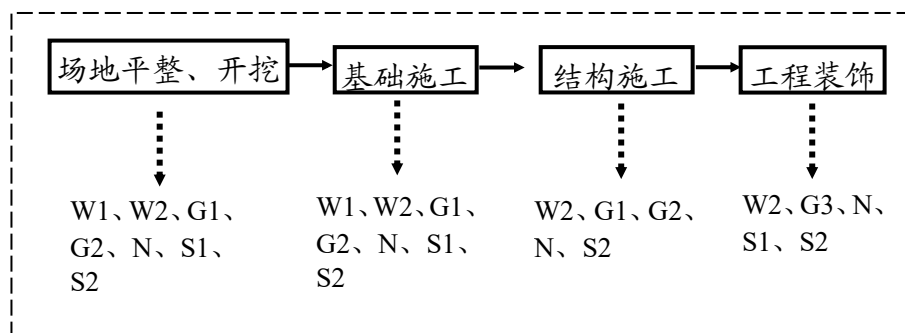 场地平整、开挖
基础施工
结构施工
工程装饰
W1、W2、G1、
G2、N、S1、
S2
W1、W2、G1、
G2、N、S1、
S2
W2、G1、G2、
N、S2
W2、G3、N、
S1、S2